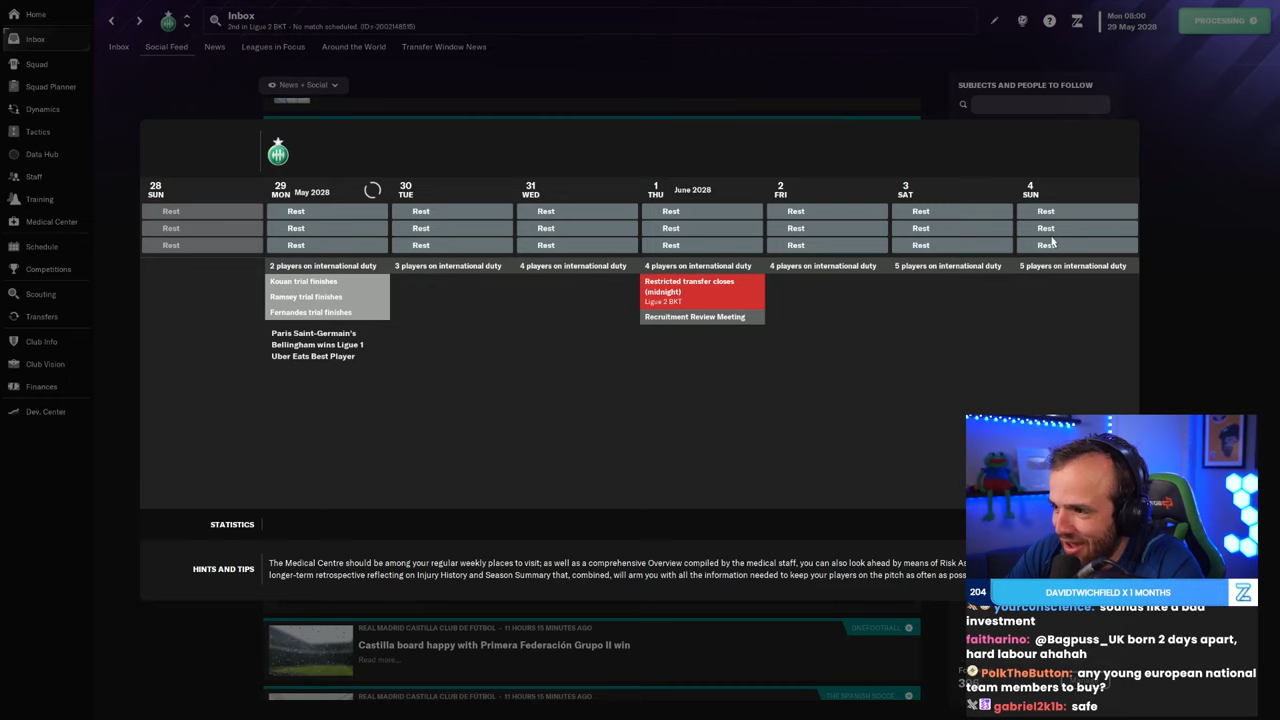 Home
Inbox
Squad
Squad Planner
Dynamics
Tactics
Data Hub
Staff
Training
Medical Center
Schedule
Competitions
Scouting
Transfers
Club Info
Club Vision
Finances
Dev. Center
Inbox
2nd in Ligue 2 BKT - No match scheduled. (ID:r-2002148515)
Mon 08:00
29 May 2028
PROCESSING
Inbox Social Feed News Leagues in Focus Around the World Transfer Window News
News + Social
SUBJECTS AND PEOPLE TO FOLLOW
28 SUN
29 MON May 2028
30 TUE
31 WED
1 THU June 2028
2 FRI
3 SAT
4 SUN
Rest Rest Rest Rest Rest Rest Rest Rest
Rest Rest Rest Rest Rest Rest Rest Rest
Rest Rest Rest Rest Rest Rest Rest Rest
2 players on international duty 3 players on international duty 4 players on international duty 4 players on international duty 4 players on international duty 5 players on international duty 5 players on international duty
Kouan trial finishes
Ramsey trial finishes
Fernandes trial finishes
Paris Saint-Germain's
Bellingham wins Ligue 1
Uber Eats Best Player
Restricted transfer closes
(midnight)
Ligue 2 BKT
Recruitment Review Meeting
STATISTICS
HINTS AND TIPS
The Medical Centre should be among your regular weekly places to visit; as well as a comprehensive Overview compiled by the medical staff, you can also look ahead by means of Risk As
longer-term retrospective reflecting on Injury History and Season Summary that, combined, will arm you with all the information needed to keep your players on the pitch as often as poss
REAL MADRID CASTILLA CLUB DE FÚTBOL - 11 HOURS 15 MINUTES AGO
ONEFOOTBALL
Castilla board happy with Primera Federación Grupo II win
Read more...
REAL MADRID CASTILLA CLUB DE FÚTBOL - 11 HOURS 15 MINUTES AGO
THE SPANISH SOCCE
204 DAVIDTWICHFIELD X 1 MONTHS
yourc0nscience: sounds like a bad
investment
faitharino: @Bagpuss_UK born 2 days apart,
hard labour ahahah
PolkTheButton: any young european national
team members to buy?
gabriel2k1b: safe